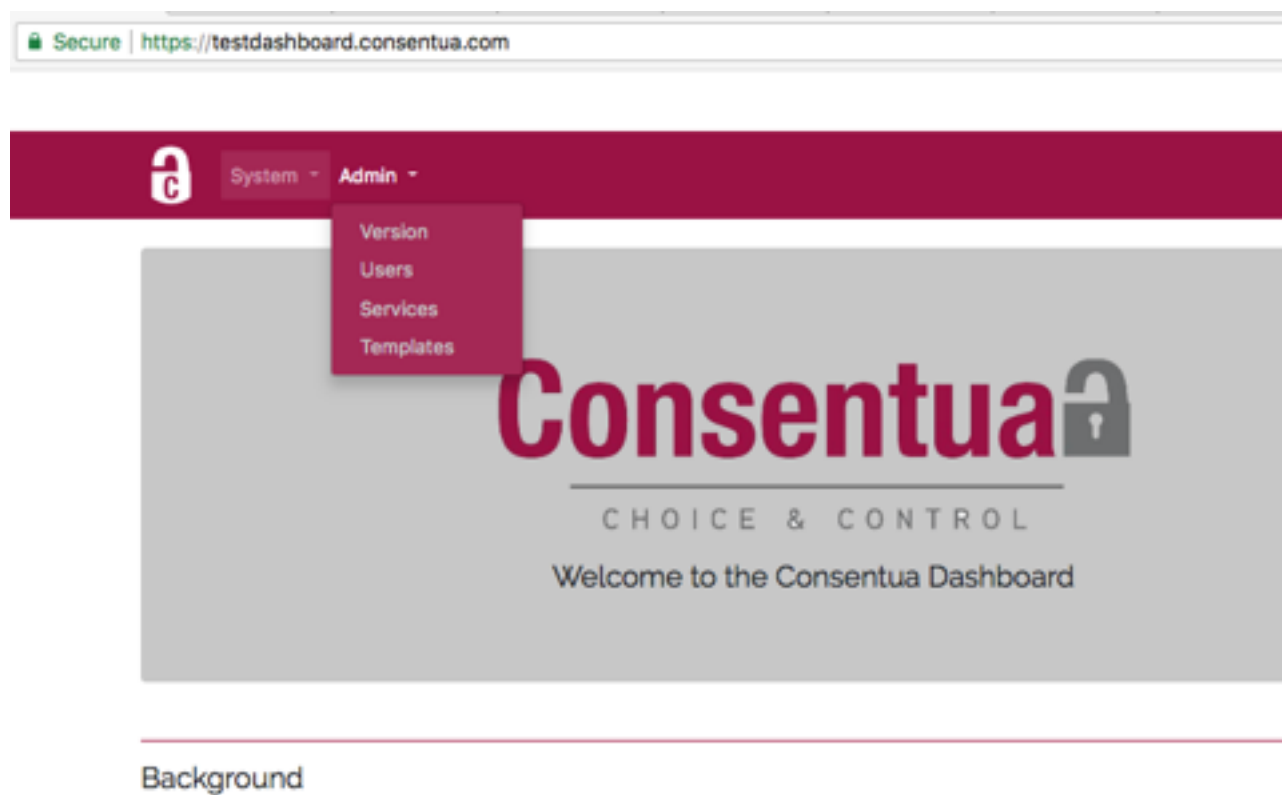 Secure | https://testdashboard.consentua.com
C System Admin
Version
Users
Services
Templates
Consentua
CHOICE & CONTROL
Welcome to the Consentua Dashboard
Background